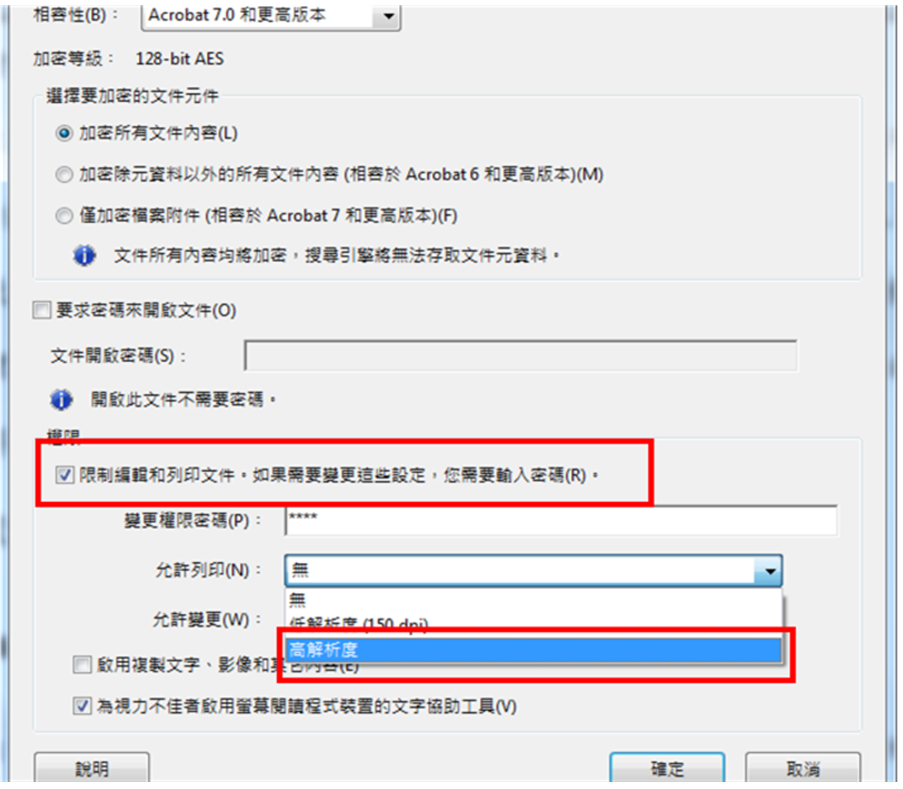 相容性(B)： Acrobat 7.0 和更高版本
加密等級： 128-bit AES
選擇要加密的文件元件
加密所有文件內容(L)
加密除元資料以外的所有文件內容 (相容於 Acrobat 6 和更高版本)(M)
僅加密檔案附件 (相容於 Acrobat 7 和更高版本)(F)
文件所有內容均將加密，搜尋引擎將無法存取文件元資料。
要求密碼來開啟文件(O)
文件開啟密碼(S)：
開啟此文件不需要密碼。
權限
限制編輯和列印文件。如果需要變更這些設定，您需要輸入密碼(R)。
變更權限密碼(P)： ****
允許列印(N)： 無
無
允許變更(W)： 低解析度 (150 dpi)
高解析度
啟用複製文字、影像和其它內容(E)
為視力不佳者啟用螢幕閱讀程式裝置的文字協助工具(V)
說明 確定 取消